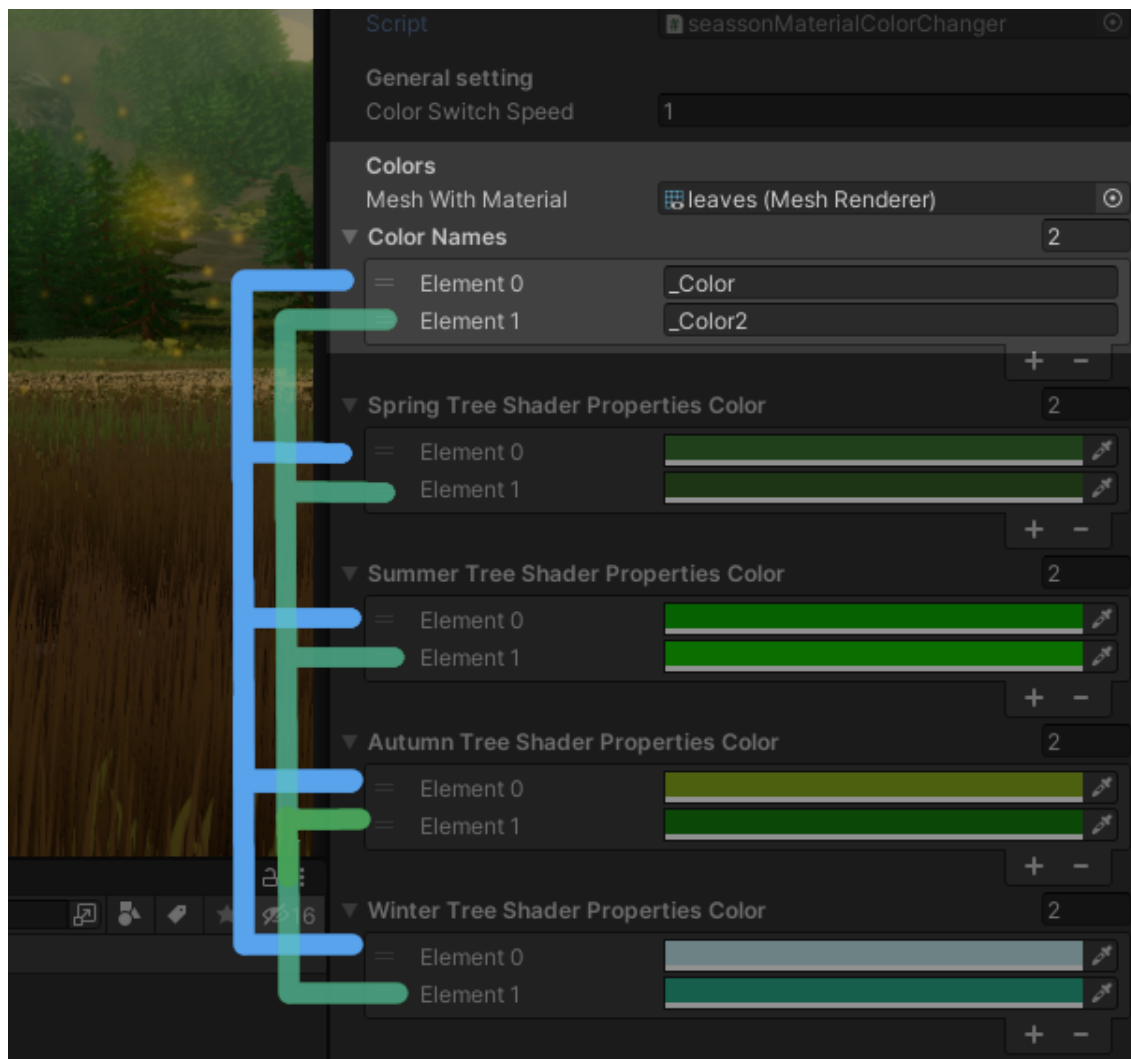 Script seassonMaterialColorChanger
General setting
Color Switch Speed 1
Colors
Mesh With Material leaves (Mesh Renderer)
Color Names 2
Element 0 _Color
Element 1 _Color2
+ −
Spring Tree Shader Properties Color 2
Element 0
Element 1
+ −
Summer Tree Shader Properties Color 2
Element 0
Element 1
+ −
Autumn Tree Shader Properties Color 2
Element 0
Element 1
+ −
16
Winter Tree Shader Properties Color 2
Element 0
Element 1
+ −